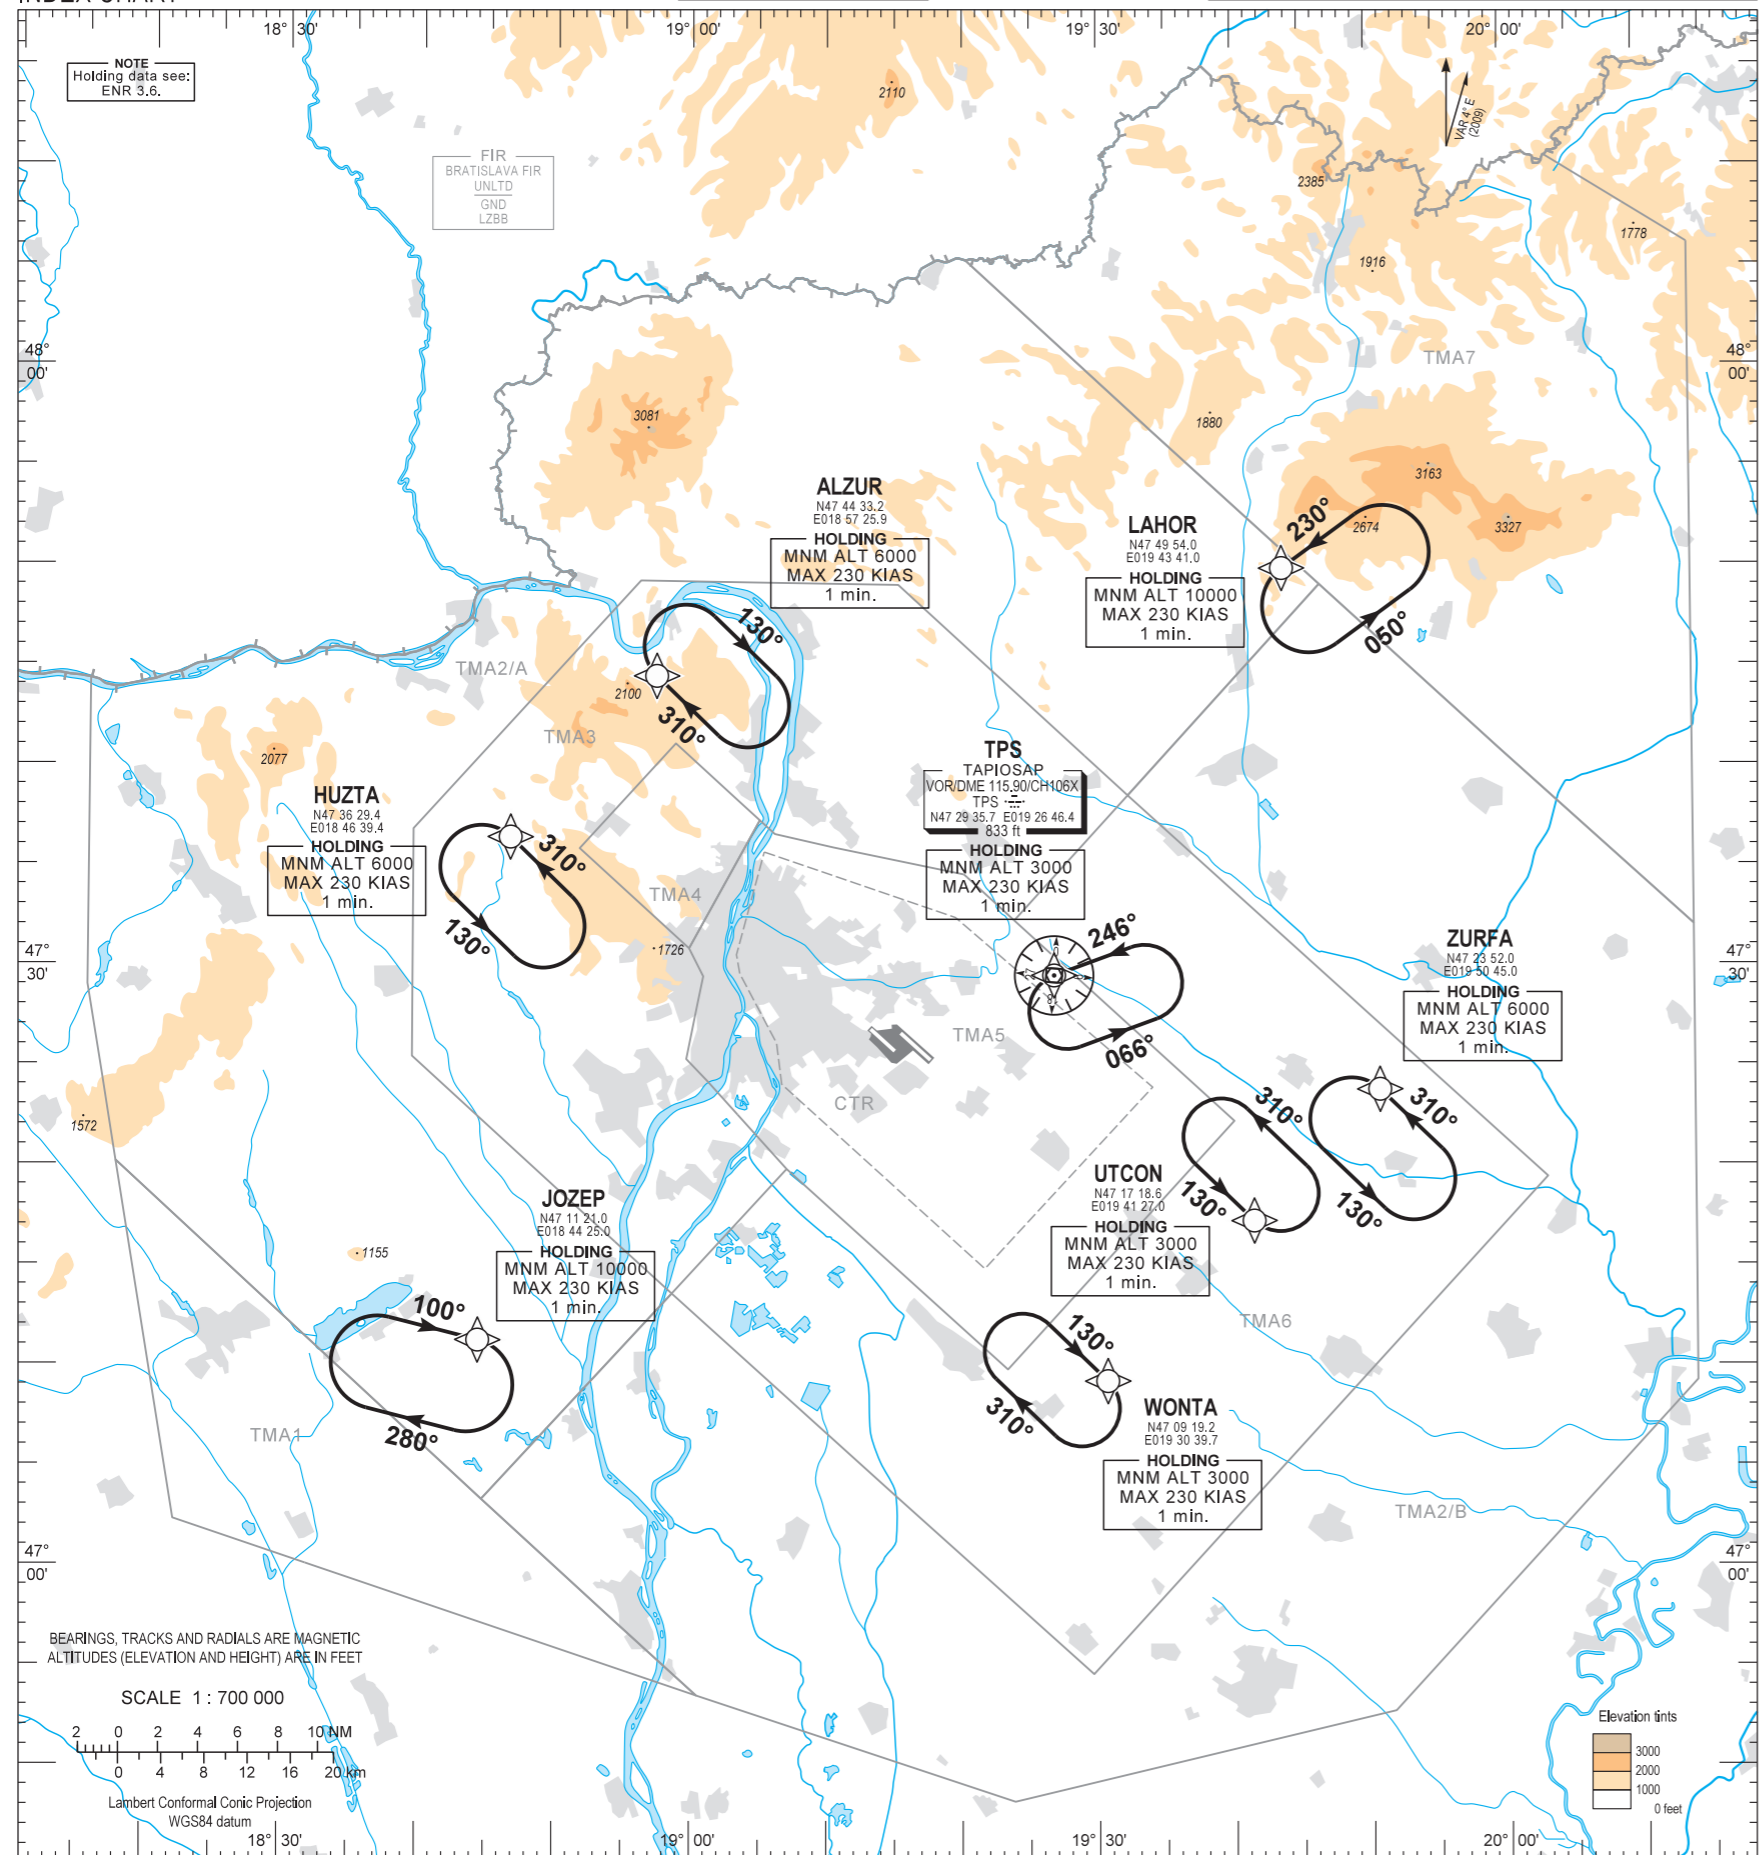 INDEX CHART
18° 30'
19° 00'
19° 30'
20° 00'
NOTE
Holding data see:
ENR 3.6.
2110
VAR 4° E
(2009)
FIR
BRATISLAVA FIR
UNLTD
GND
LZBB
2385
1778
1916
48°
00'
48°
00'
TMA7
3081
1880
3163
2674
3327
ALZUR
N47 44 33.2
E018 57 25.9
HOLDING
MNM ALT 6000
MAX 230 KIAS
1 min.
LAHOR
N47 49 54.0
E019 43 41.0
HOLDING
MNM ALT 10000
MAX 230 KIAS
1 min.
230°
050°
130°
310°
TMA2/A
2100
TMA3
2077
HUZTA
N47 36 29.4
E018 46 39.4
HOLDING
MNM ALT 6000
MAX 230 KIAS
1 min.
310°
130°
TPS
TAPIOSAP
VOR/DME 115.90/CH106X
TPS
N47 29 35.7 E019 26 46.4
833 ft
HOLDING
MNM ALT 3000
MAX 230 KIAS
1 min.
TMA4
1726
246°
066°
47°
30'
47°
30'
ZURFA
N47 23 52.0
E019 50 45.0
HOLDING
MNM ALT 6000
MAX 230 KIAS
1 min.
TMA5
CTR
1572
310°
130°
310°
130°
UTCON
N47 17 18.6
E019 41 27.0
HOLDING
MNM ALT 3000
MAX 230 KIAS
1 min.
JOZEP
N47 11 21.0
E018 44 25.0
HOLDING
MNM ALT 10000
MAX 230 KIAS
1 min.
1155
100°
280°
TMA1
TMA6
130°
310°
WONTA
N47 09 19.2
E019 30 39.7
HOLDING
MNM ALT 3000
MAX 230 KIAS
1 min.
TMA2/B
47°
00'
47°
00'
BEARINGS, TRACKS AND RADIALS ARE MAGNETIC
ALTITUDES (ELEVATION AND HEIGHT) ARE IN FEET
SCALE 1 : 700 000
2 0 2 4 6 8 10 NM
0 4 8 12 16 20 km
Lambert Conformal Conic Projection
WGS84 datum
Elevation tints
3000
2000
1000
0 feet
18° 30'
19° 00'
19° 30'
20° 00'